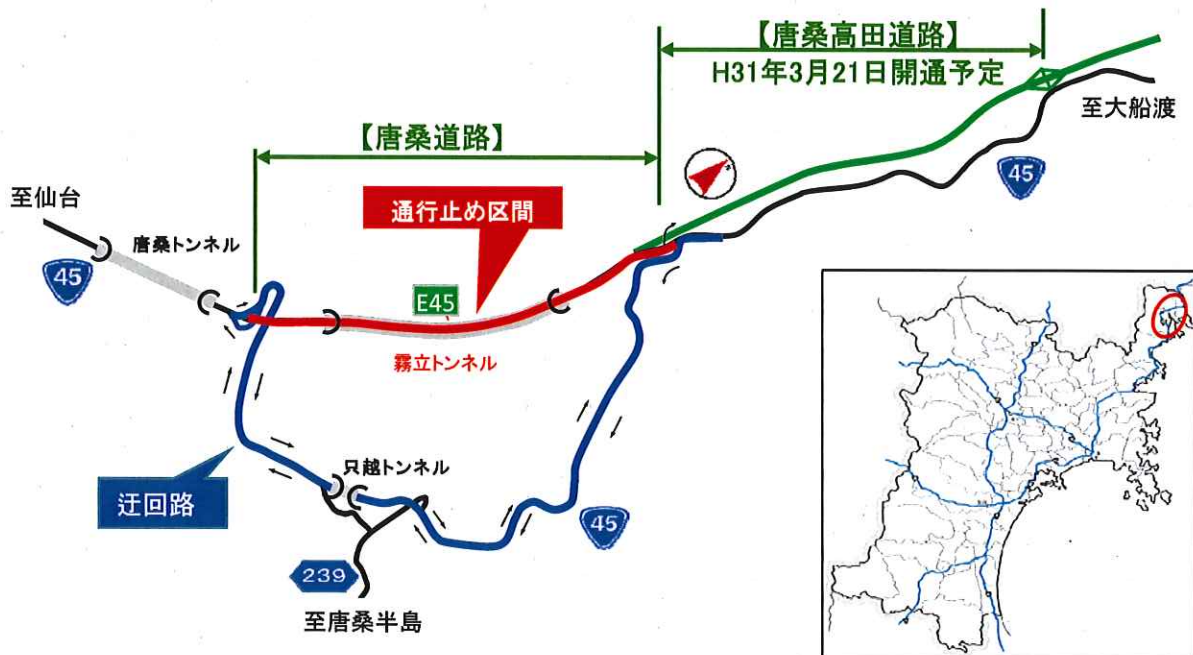 【唐桑高田道路】
H31年3月21日開通予定
至大船渡
【唐桑道路】
45
至仙台
通行止め区間
唐桑トンネル
45
E45
霧立トンネル
只越トンネル
迂回路
45
239
至唐桑半島